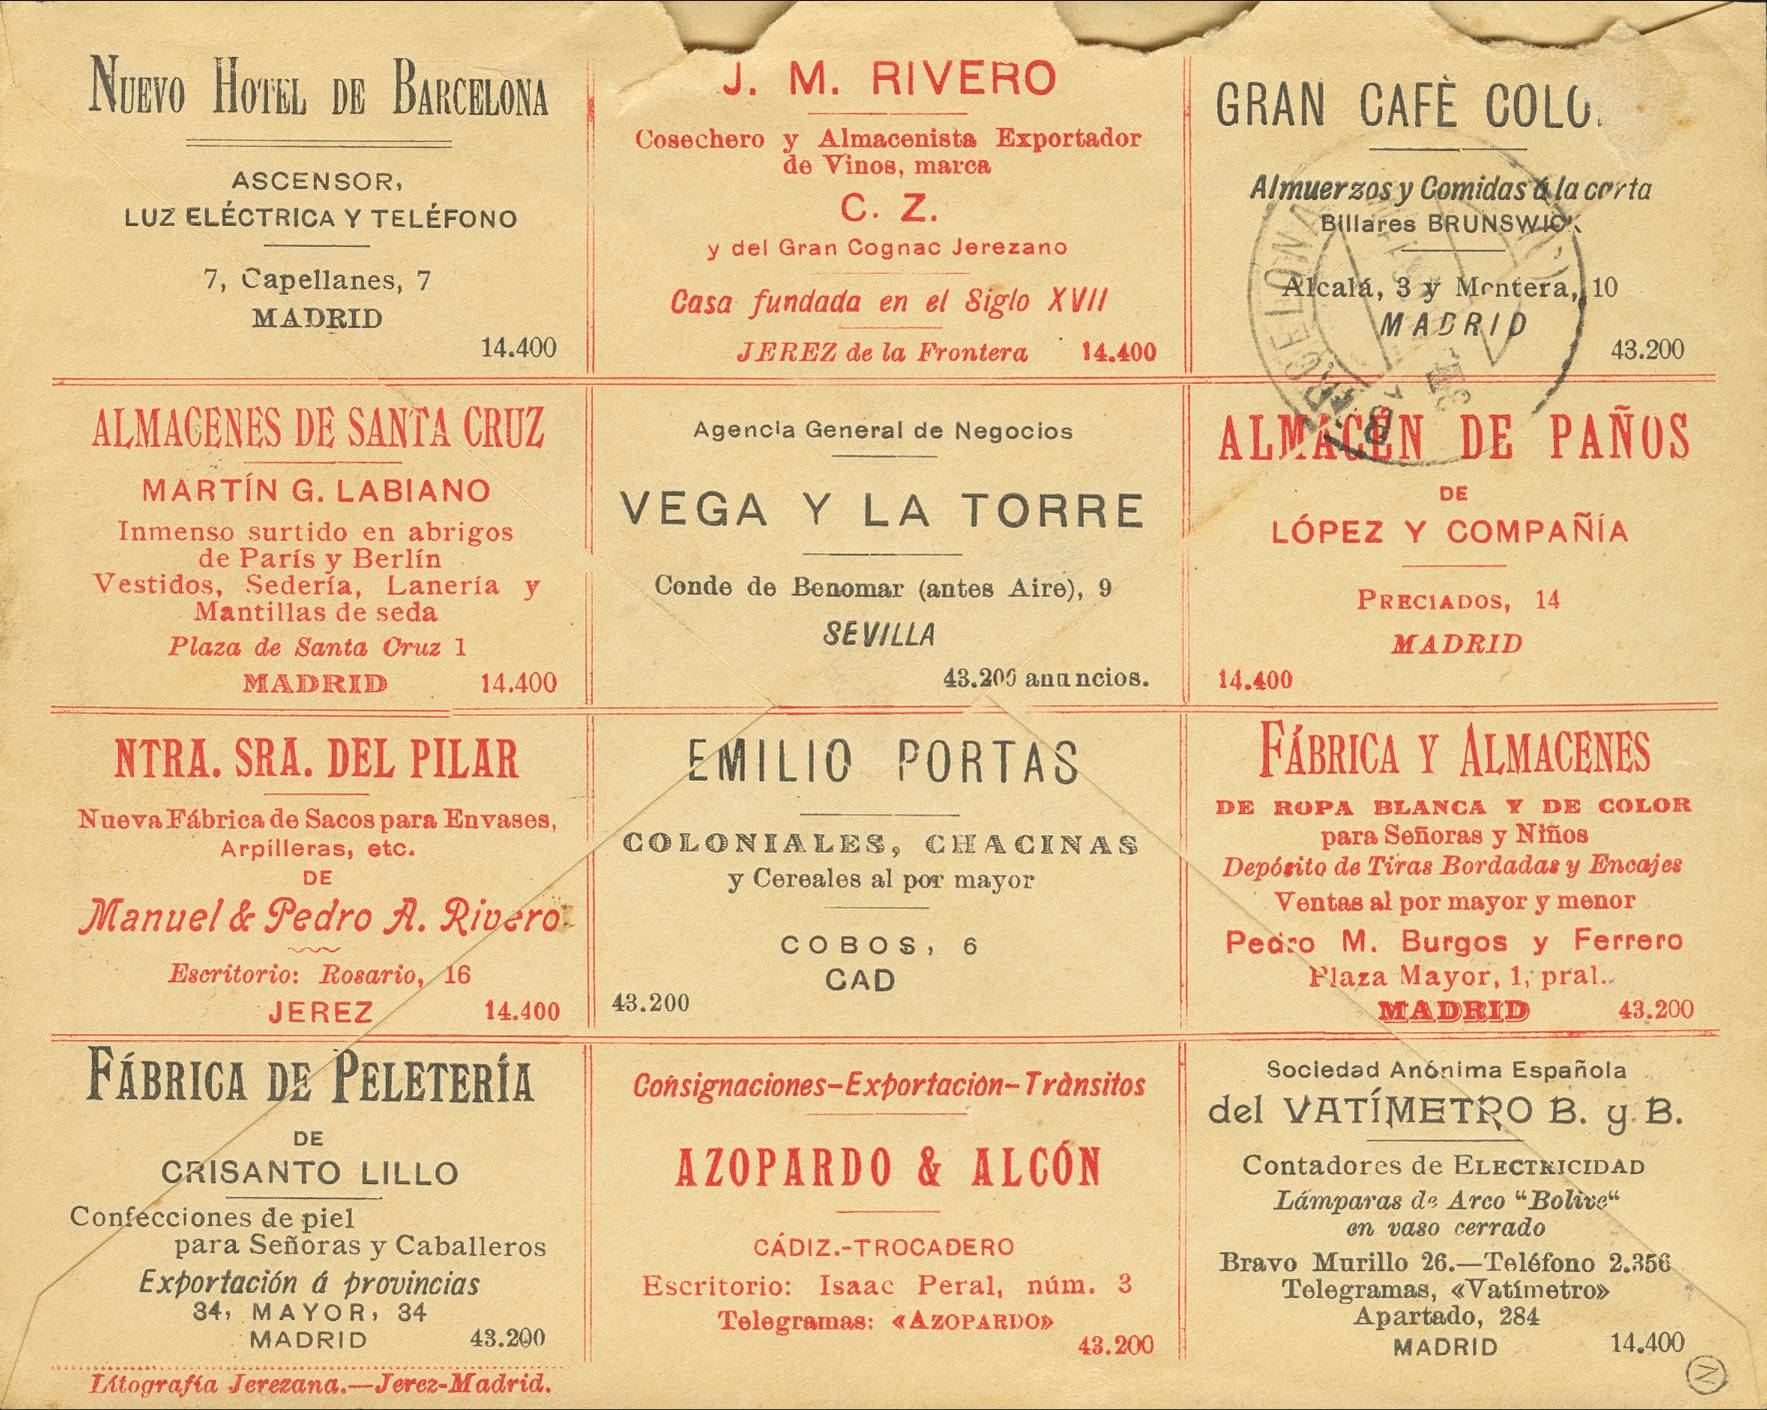 NUEVO HOTEL DE BARCELONA
ASCENSOR,
LUZ ELÉCTRICA Y TELÉFONO
7, Capellanes, 7
MADRID
14.400
J. M. RIVERO
Cosechero y Almacenista Exportador
de Vinos, marca
C. Z.
y del Gran Cognac Jerezano
Casa fundada en el Siglo XVII
JEREZ de la Frontera 14.400
GRAN CAFÈ
Almuerzos y Comidas á la carta
Billares BRUNSWICK
Alcalá, 3 y Montera, 10
MADRID
43.200
BARCELONA
ALMACENES DE SANTA CRUZ
MARTÍN G. LABIANO
Inmenso surtido en abrigos
de París y Berlín
Vestidos, Sedería, Lanería y
Mantillas de seda
Plaza de Santa Cruz 1
MADRID 14.400
Agencia General de Negocios
VEGA Y LA TORRE
Conde de Benomar (antes Aire), 9
SEVILLA
43.200 anuncios.
ALMACÉN DE PAÑOS
DE
LÓPEZ Y COMPAÑÍA
PRECIADOS, 14
MADRID
14.400
NTRA. SRA. DEL PILAR
Nueva Fábrica de Sacos para Envases,
Arpilleras, etc.
DE
Manuel & Pedro A. Rivero
Escritorio: Rosario, 16
JEREZ 14.400
EMILIO PORTAS
COLONIALES, CHACINAS
y Cereales al por mayor
COBOS, 6
CAD
43.200
FÁBRICA Y ALMACENES
DE ROPA BLANCA Y DE COLOR
para Señoras y Niños
Depósito de Tiras Bordadas y Encajes
Ventas al por mayor y menor
Pedro M. Burgos y Ferrero
Plaza Mayor, 1, pral..
MADRID 43.200
FÁBRICA DE PELETERÍA
DE
CRISANTO LILLO
Confecciones de piel
para Señoras y Caballeros
Exportación á provincias
34, MAYOR, 34
MADRID 43.200
Consignaciones-Exportación-Trànsitos
AZOPARDO & ALCÓN
CÁDIZ.-TROCADERO
Escritorio: Isaac Peral, núm. 3
Telegramas: «AZOPARDO»
43.200
Sociedad Anónima Española
del VATÍMETRO B. y B.
Contadores de ELECTRICIDAD
Lámparas de Arco “Bolive“
en vaso cerrado
Bravo Murillo 26.—Teléfono 2.356
Telegramas, «Vatímetro»
Apartado, 284
MADRID 14.400
Litografía Jerezana.—Jerez-Madrid.
N